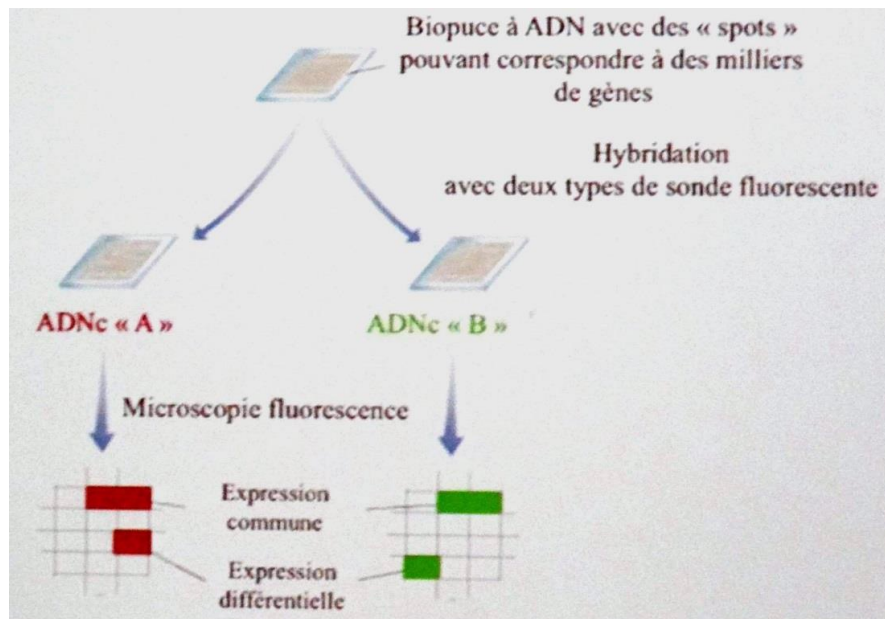 Biopuce à ADN avec des « spots »
pouvant correspondre à des milliers
de gènes
Hybridation
avec deux types de sonde fluorescente
ADNc « A »
ADNc « B »
Microscopie fluorescence
Expression
commune
Expression
différentielle